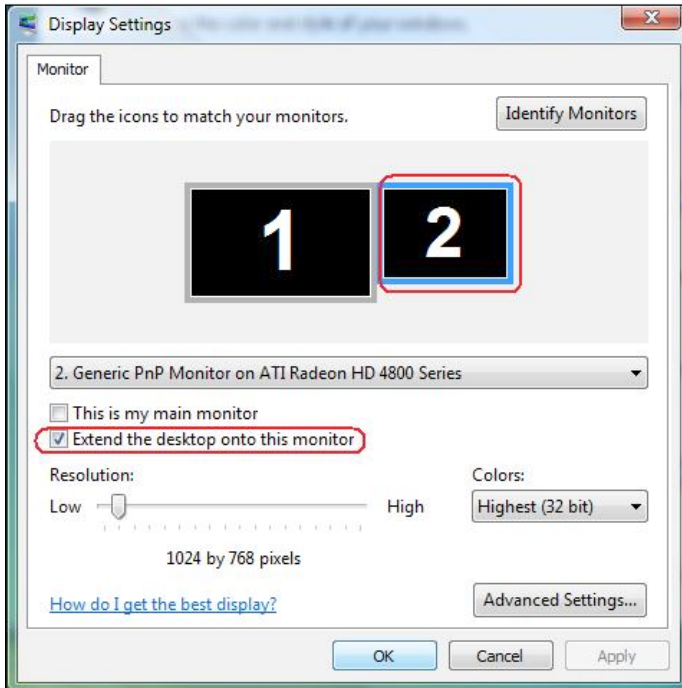 Display Settings
Monitor
Drag the icons to match your monitors.
Identify Monitors
1
2
2. Generic PnP Monitor on ATI Radeon HD 4800 Series
This is my main monitor
Extend the desktop onto this monitor
Resolution:
Colors:
Low
High
Highest (32 bit)
1024 by 768 pixels
How do I get the best display?
Advanced Settings...
OK
Cancel
Apply